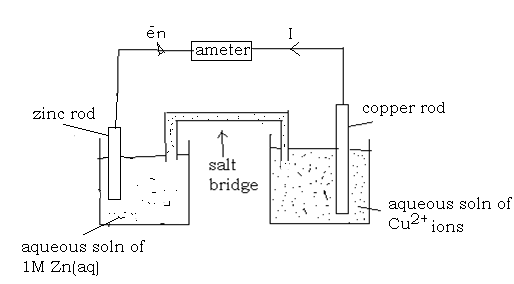 ēn
I
ameter
zinc rod
copper rod
salt
bridge
aqueous soln of
Cu2+ ions
aqueous soln of
1M Zn(aq)